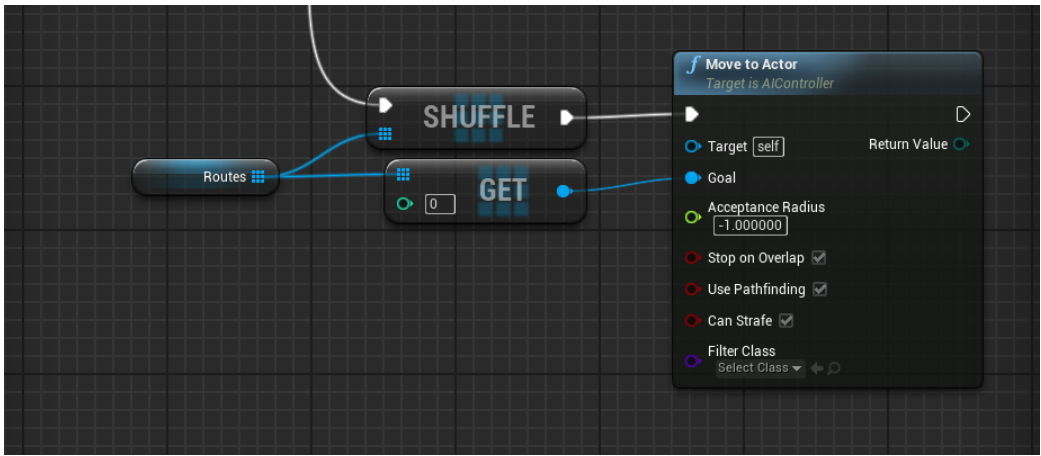 SHUFFLE
Routes
GET
0
Move to Actor
Target is AIController
Target self
Return Value
Goal
Acceptance Radius
-1.000000
Stop on Overlap
Use Pathfinding
Can Strafe
Filter Class
Select Class